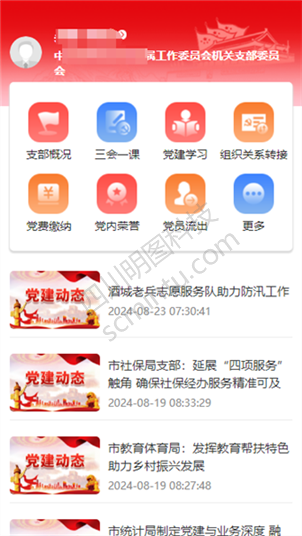 中
属工作委员会机关支部委员
会
支部概况 三会一课 党建学习 组织关系转接
党费缴纳 党内荣誉 党员流出 更多
党建动态
酒城老兵志愿服务队助力防汛工作
2024-08-23 07:30:41
党建动态
市社保局支部：延展“四项服务”
触角 确保社保经办服务精准可及
2024-08-19 08:33:29
党建动态
市教育体育局：发挥教育帮扶特色
助力乡村振兴发展
2024-08-19 08:27:48
市统计局制定党建与业务深度 融
四川明图科技
scmntu.com